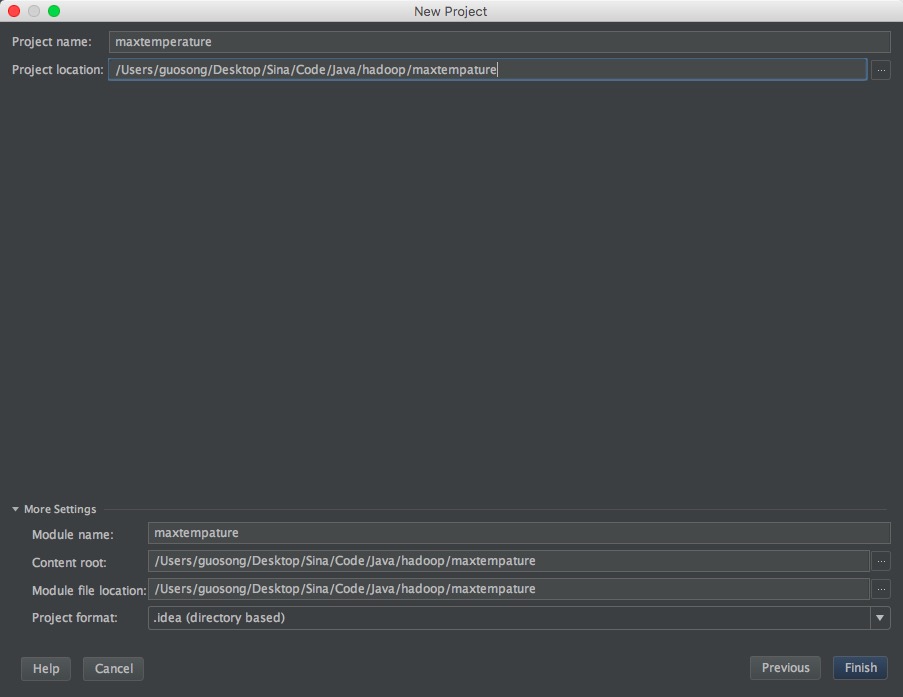 New Project
Project name: maxtemperature
Project location: /Users/guosong/Desktop/Sina/Code/Java/hadoop/maxtempature ...
More Settings
Module name: maxtempature
Content root: /Users/guosong/Desktop/Sina/Code/Java/hadoop/maxtempature ...
Module file location: /Users/guosong/Desktop/Sina/Code/Java/hadoop/maxtempature ...
Project format: .idea (directory based)
Help Cancel Previous Finish